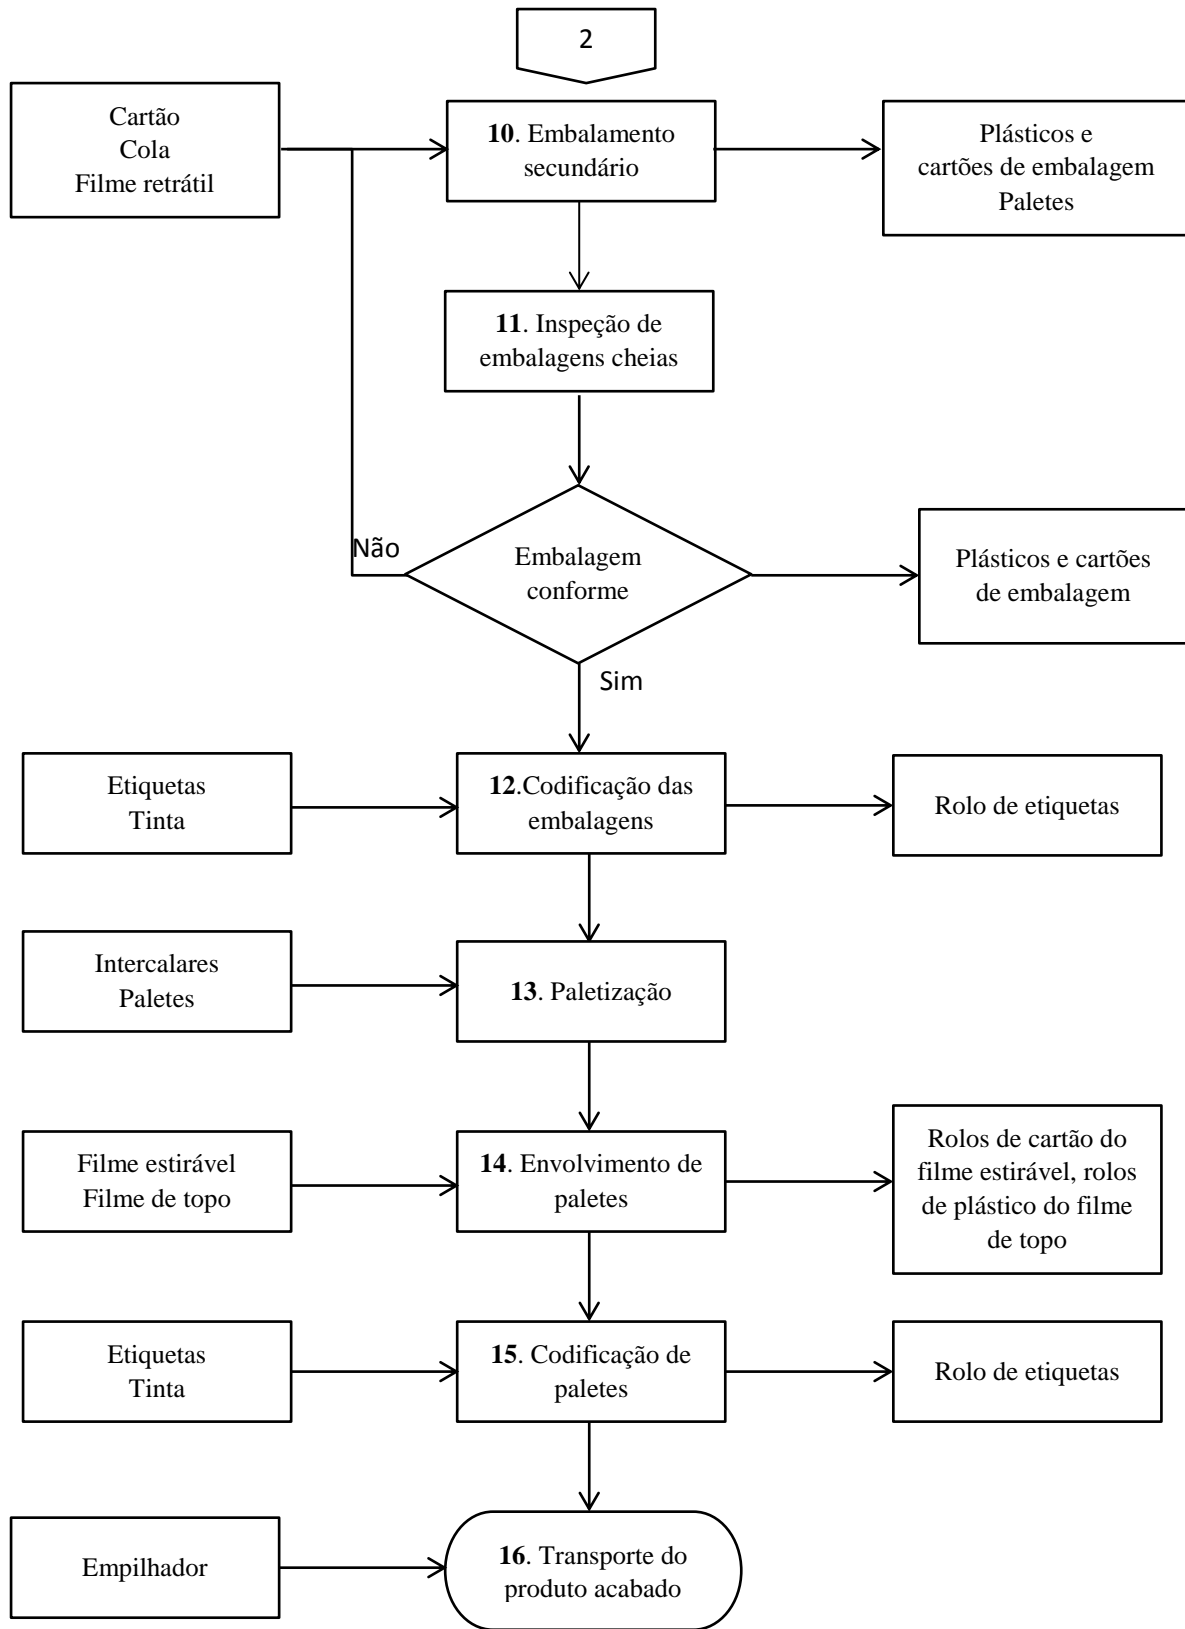 2
Cartão
Cola
Filme retrátil
10. Embalamento
secundário
Plásticos e
cartões de embalagem
Paletes
11. Inspeção de
embalagens cheias
Não
Embalagem
conforme
Plásticos e cartões
de embalagem
Sim
Etiquetas
Tinta
12.Codificação das
embalagens
Rolo de etiquetas
Intercalares
Paletes
13. Paletização
Filme estirável
Filme de topo
14. Envolvimento de
paletes
Rolos de cartão do
filme estirável, rolos
de plástico do filme
de topo
Etiquetas
Tinta
15. Codificação de
paletes
Rolo de etiquetas
Empilhador
16. Transporte do
produto acabado